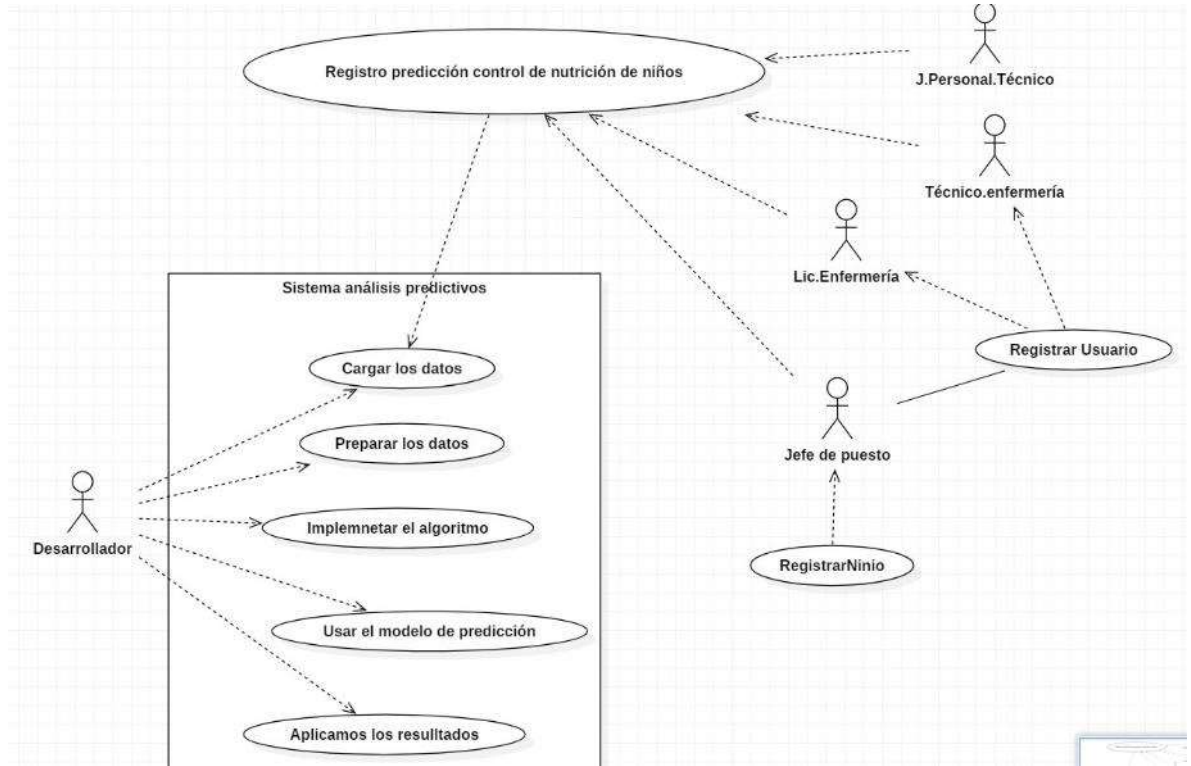 Registro predicción control de nutrición de niños
J.Personal.Técnico
Técnico.enfermería
Lic.Enfermería
Sistema análisis predictivos
Registrar Usuario
Cargar los datos
Preparar los datos
Jefe de puesto
Implemnetar el algoritmo
Desarrollador
RegistrarNinio
Usar el modelo de predicción
Aplicamos los resulltados